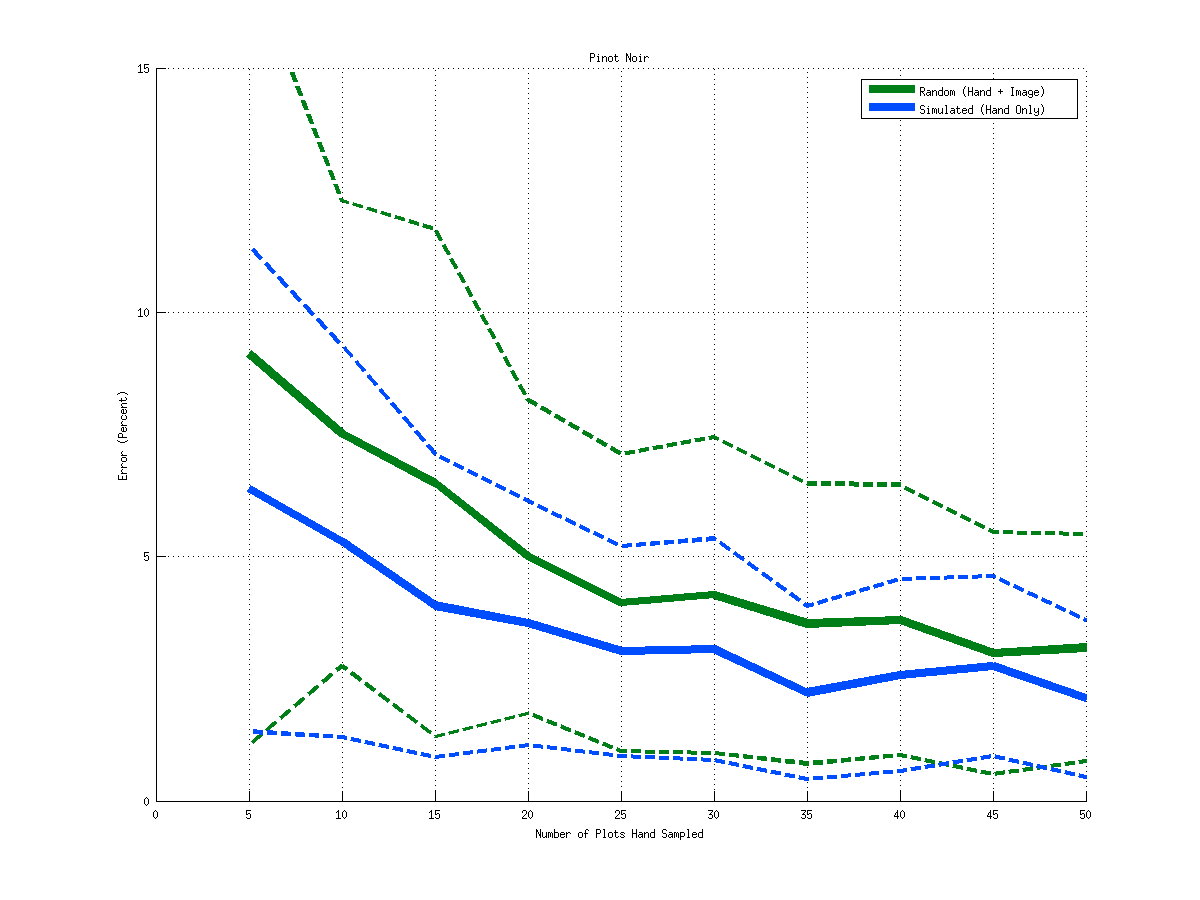 Pinot Noir
Random (Hand + Image)
Simulated (Hand Only)
15
10
5
0
Error (Percent)
0 5 10 15 20 25 30 35 40 45 50
Number of Plots Hand Sampled